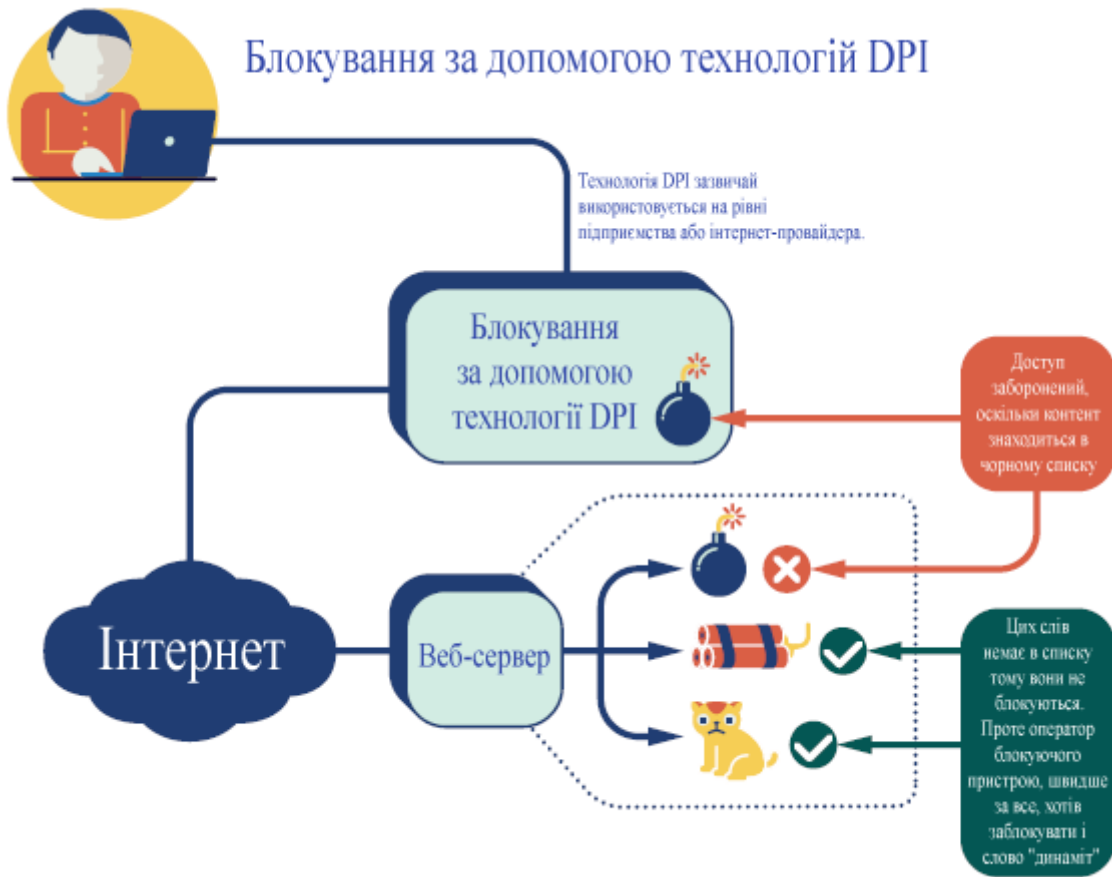 Блокування за допомогою технологій DPI
Технологія DPI зазвичай
використовується на рівні
підприємства або інтернет-провайдера.
Блокування
за допомогою
технології DPI
Доступ
заборонений,
оскільки контент
знаходиться в
чорному списку
Інтернет
Веб-сервер
Цих слів
немає в списку
тому вони не
блокуються.
Проте оператор
блокуючого
пристрою, швидше
за все, хотів
заблокувати і
слово "динаміт"